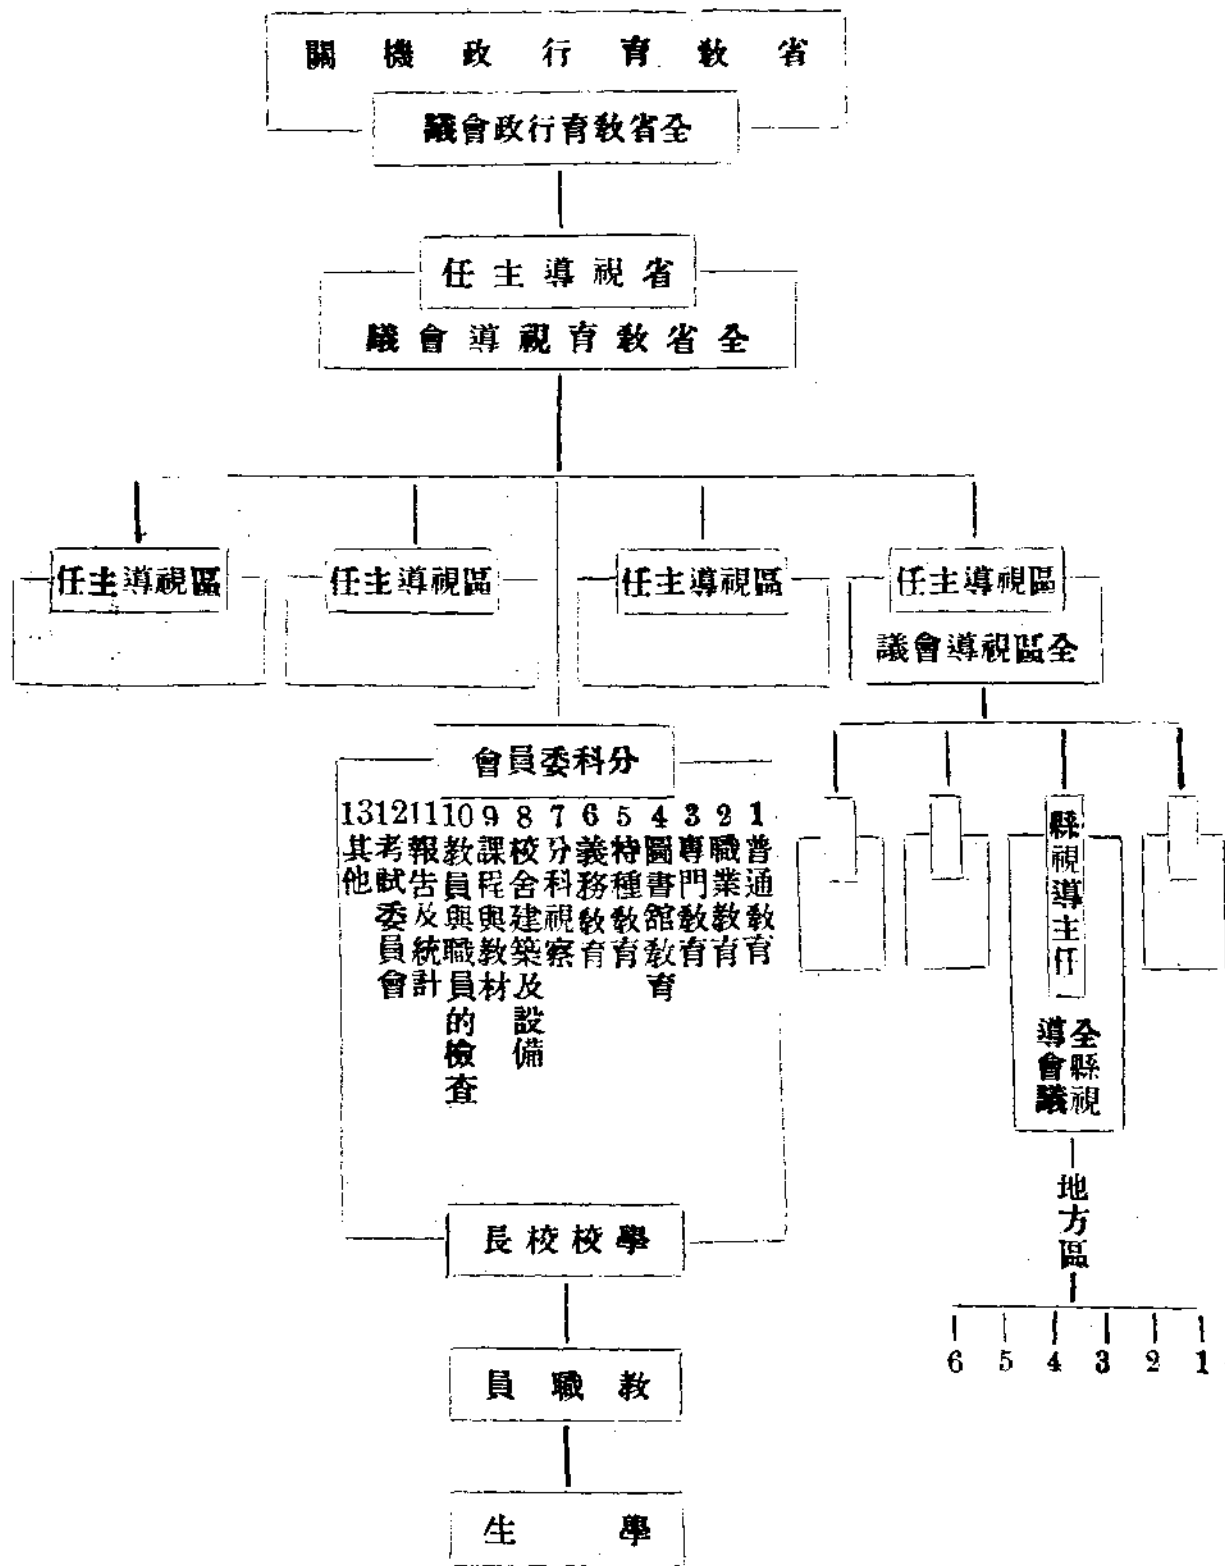 省教育行政機關
全省教育行政會議
省視導主任
全省教育視導會議
區視導主任
區視導主任
區視導主任
區視導主任
全區視導會議
分科委員會
1 普通教育
2 職業教育
3 專門教育
4 圖書舘教育
5 特種教育
6 義務教育
7 分科視察
8 校舍建築及設備
9 課程與教材
10 教員與職員的檢查
11 報告及統計
12 考試委員會
13 其他
縣視導主任
全縣視
導會議
地方區
1 2 3 4 5 6
學校校長
教職員
學生